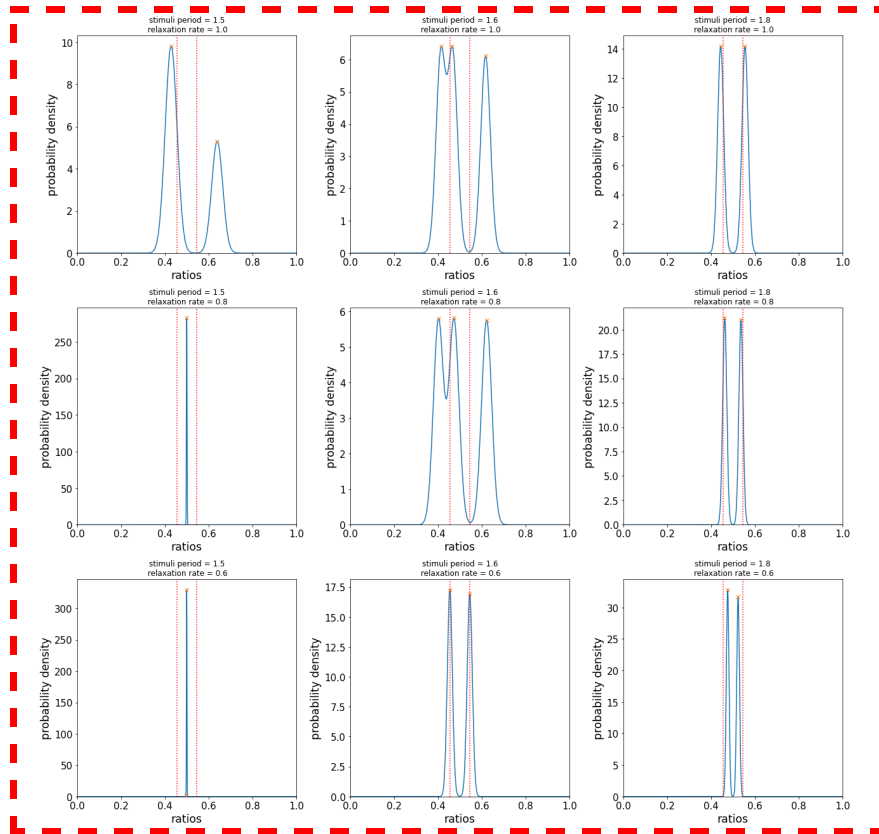 stimuli period = 1.5
relaxation rate = 1.0
probability density
10
8
6
4
2
0
0.0 0.2 0.4 0.6 0.8 1.0
ratios
stimuli period = 1.6
relaxation rate = 1.0
probability density
6
5
4
3
2
1
0
0.0 0.2 0.4 0.6 0.8 1.0
ratios
stimuli period = 1.8
relaxation rate = 1.0
probability density
14
12
10
8
6
4
2
0
0.0 0.2 0.4 0.6 0.8 1.0
ratios
stimuli period = 1.5
relaxation rate = 0.8
probability density
250
200
150
100
50
0
0.0 0.2 0.4 0.6 0.8 1.0
ratios
stimuli period = 1.6
relaxation rate = 0.8
probability density
6
5
4
3
2
1
0
0.0 0.2 0.4 0.6 0.8 1.0
ratios
stimuli period = 1.8
relaxation rate = 0.8
probability density
20.0
17.5
15.0
12.5
10.0
7.5
5.0
2.5
0.0
0.0 0.2 0.4 0.6 0.8 1.0
ratios
stimuli period = 1.5
relaxation rate = 0.6
probability density
300
250
200
150
100
50
0
0.0 0.2 0.4 0.6 0.8 1.0
ratios
stimuli period = 1.6
relaxation rate = 0.6
probability density
17.5
15.0
12.5
10.0
7.5
5.0
2.5
0.0
0.0 0.2 0.4 0.6 0.8 1.0
ratios
stimuli period = 1.8
relaxation rate = 0.6
probability density
30
25
20
15
10
5
0
0.0 0.2 0.4 0.6 0.8 1.0
ratios